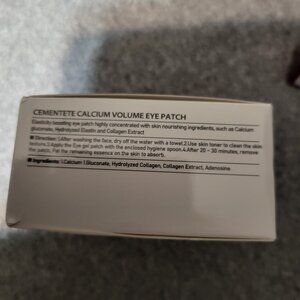 CEMENTETE CALCIUM VOLUME EYE PATCH
Elasticity boosting eye patch highly concentrated with skin nourishing ingredients, such as Calcium
gluconate, Hydrolyzed Elastin and Collagen Extract
■ Direction: 1.After washing the face, dry off the water with a towel.2.Use skin toner to clean the skin
textures.3.Apply the Eye gel patch with the enclosed hygiene spoon.4.After 20 ~ 30 minutes, remove
the patch. Pat the remaining essence on the skin to absorb.
■ Ingredients: 1.Calcium 1.Gluconate, Hydrolyzed Collagen, Collagen Extract, Adenosine